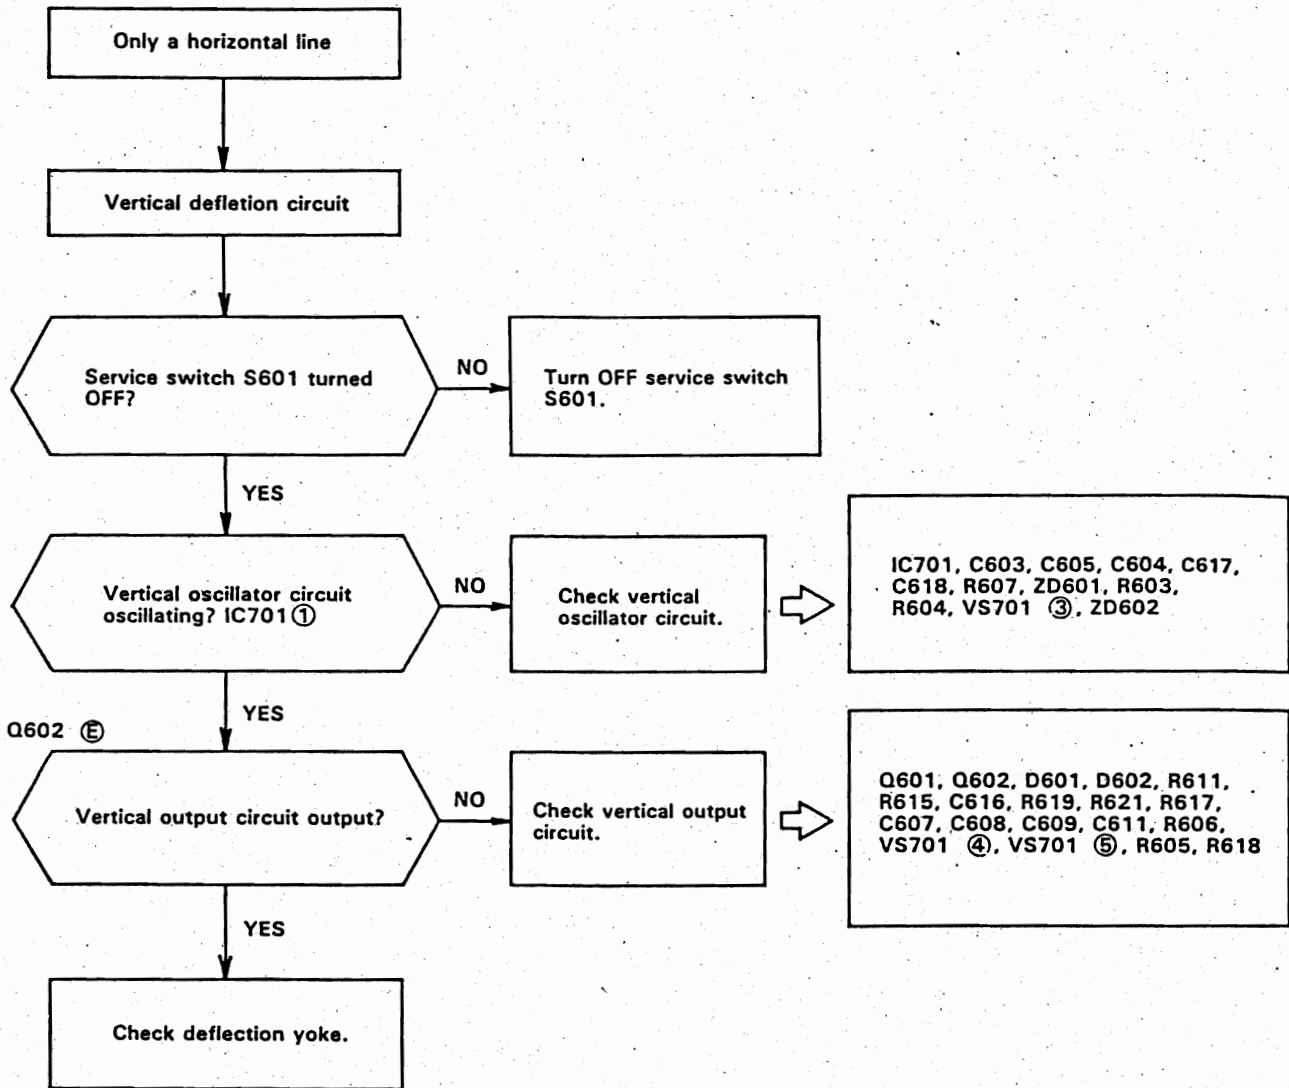 Only a horizontal line
Vertical defletion circuit
Service switch S601 turned
OFF?
NO
Turn OFF service switch
S601.
YES
Vertical oscillator circuit
oscillating? IC701 ①
NO
Check vertical
oscillator circuit.
IC701, C603, C605, C604, C617,
C618, R607, ZD601, R603,
R604, VS701 ③, ZD602
YES
Q602 Ⓔ
Vertical output circuit output?
NO
Check vertical output
circuit.
Q601, Q602, D601, D602, R611,
R615, C616, R619, R621, R617,
C607, C608, C609, C611, R606,
VS701 ④, VS701 ⑤, R605, R618
YES
Check deflection yoke.